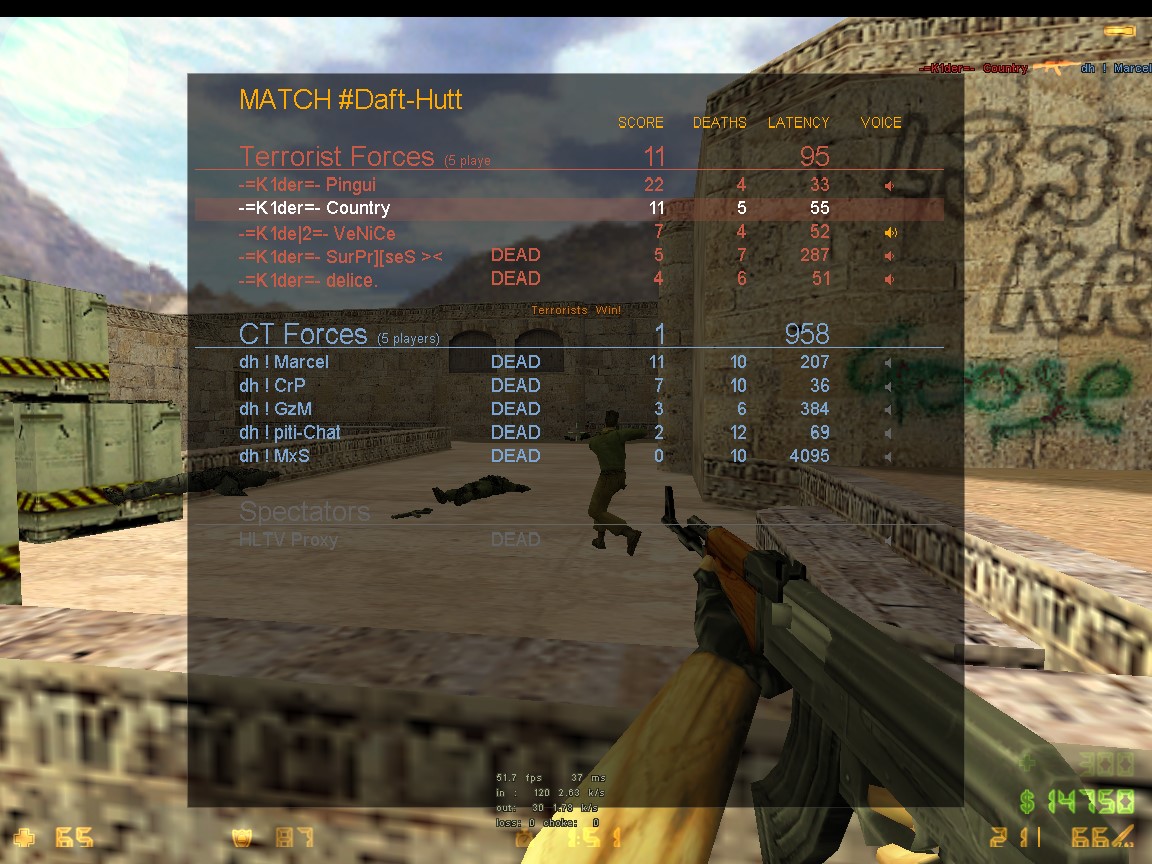 -=K1der=- Country dh ! Marcel
MATCH #Daft-Hutt
SCORE DEATHS LATENCY VOICE
Terrorist Forces (5 playe 11 95
-=K1der=- Pingui 22 4 33
-=K1der=- Country 11 5 55
-=K1de|2=- VeNiCe 7 4 52
-=K1der=- SurPr][seS >< DEAD 5 7 287
-=K1der=- delice. DEAD 4 6 51
Terrorists Win!
CT Forces (5 players) 1 958
dh ! Marcel DEAD 11 10 207
dh ! CrP DEAD 7 10 36
dh ! GzM DEAD 3 6 384
dh ! piti-Chat DEAD 2 12 69
dh ! MxS DEAD 0 10 4095
Spectators
HLTV Proxy DEAD
51.7 fps 37 ms
in : 120 2.63 k/s
out: 30 1.78 k/s
loss: 0 choke: 0
+ 300
$ 14750
65 87 1:51 21 | 66